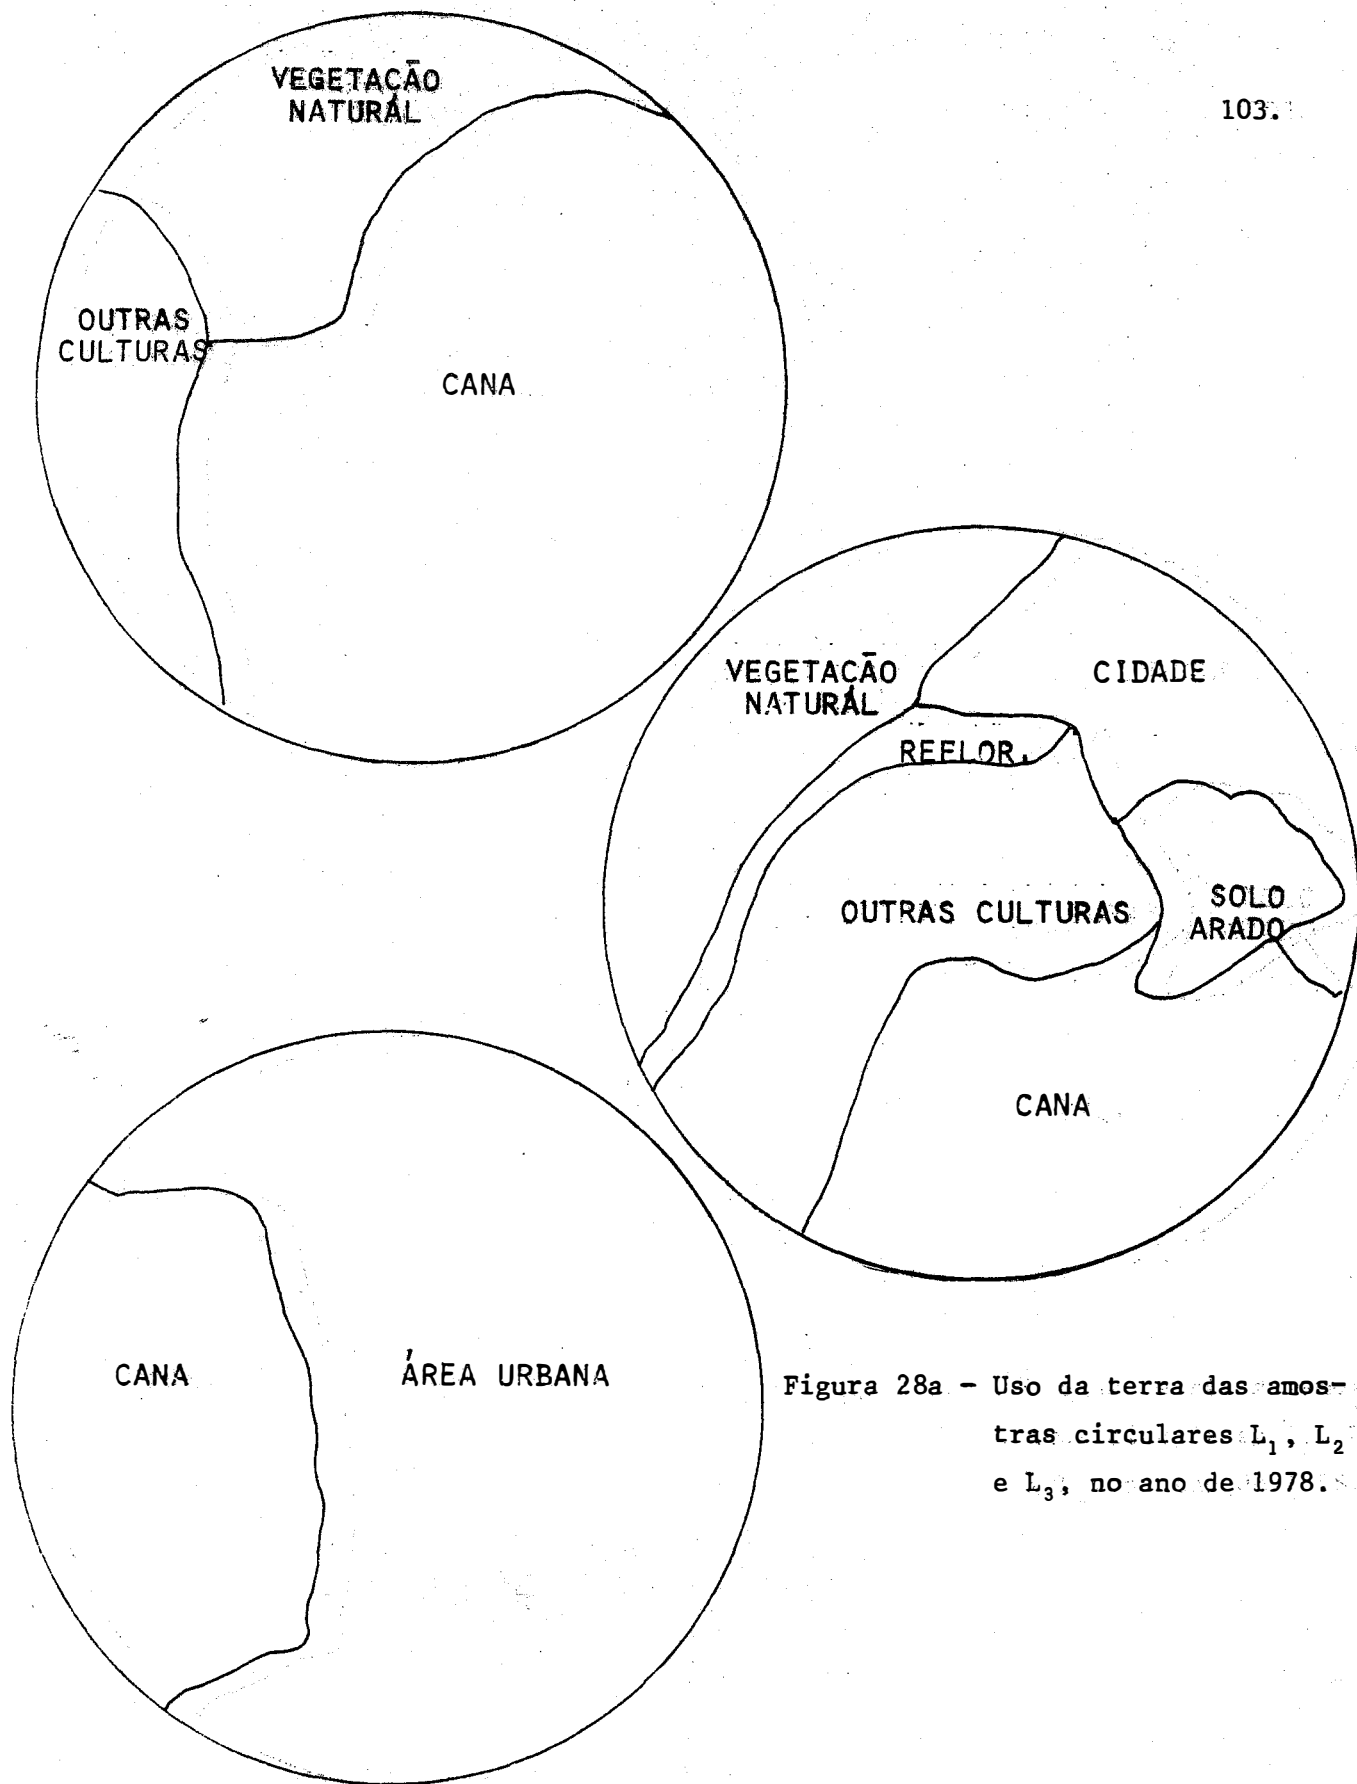 103.
VEGETAÇÃO
NATURAL
OUTRAS
CULTURAS
CANA
VEGETAÇÃO
NATURAL
CIDADE
REFLOR.
OUTRAS CULTURAS
SOLO
ARADO
CANA
CANA
ÁREA URBANA
Figura 28a - Uso da terra das amos-
tras circulares L₁, L₂
e L₃, no ano de 1978.